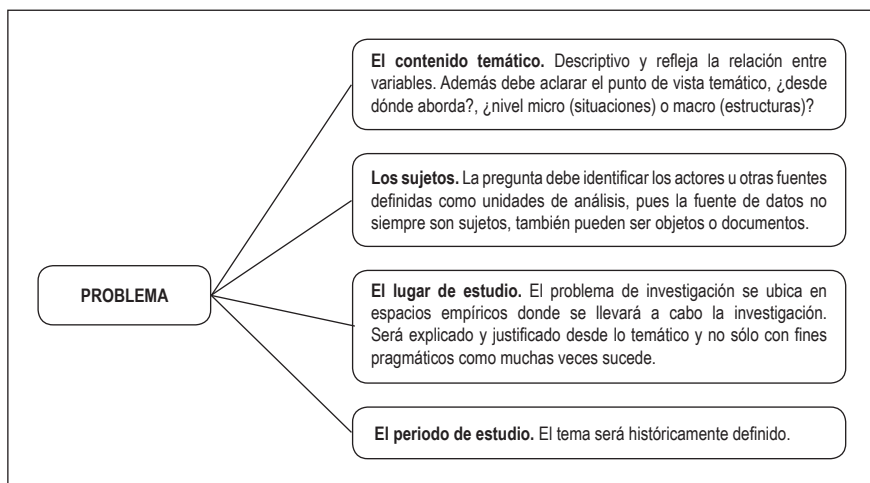 El contenido temático. Descriptivo y refleja la relación entre
variables. Además debe aclarar el punto de vista temático, ¿desde
dónde aborda?, ¿nivel micro (situaciones) o macro (estructuras)?
Los sujetos. La pregunta debe identificar los actores u otras fuentes
definidas como unidades de análisis, pues la fuente de datos no
siempre son sujetos, también pueden ser objetos o documentos.
PROBLEMA
El lugar de estudio. El problema de investigación se ubica en
espacios empíricos donde se llevará a cabo la investigación.
Será explicado y justificado desde lo temático y no sólo con fines
pragmáticos como muchas veces sucede.
El periodo de estudio. El tema será históricamente definido.